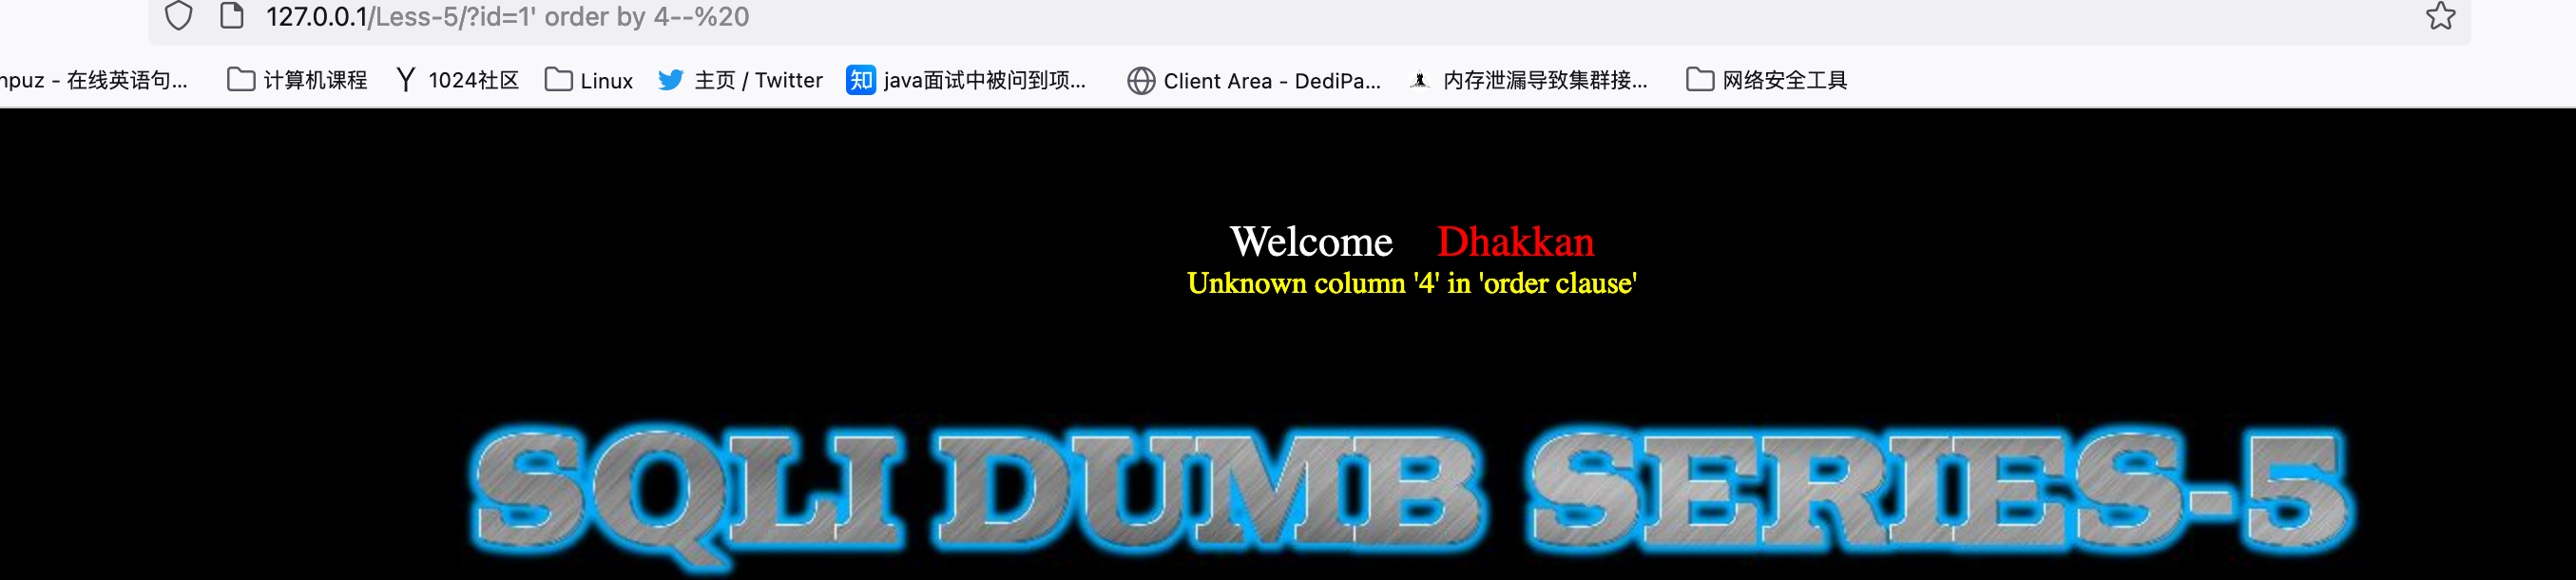 127.0.0.1/Less-5/?id=1' order by 4--%20
npuz - 在线英语句... 计算机课程 1024社区 Linux 主页 / Twitter 知 java面试中被问到项... Client Area - DediPa... 内存泄漏导致集群接... 网络安全工具
Welcome Dhakkan
Unknown column '4' in 'order clause'
SQLI DUMB SERIES-5